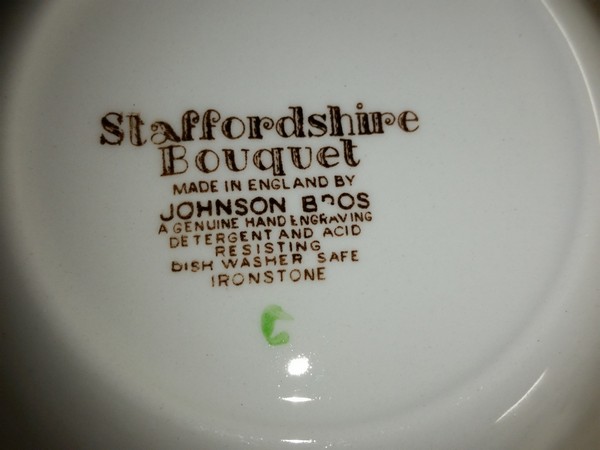 Staffordshire
Bouquet
MADE IN ENGLAND BY
JOHNSON BROS
A GENUINE HAND ENGRAVING
DETERGENT AND ACID
RESISTING
DISH WASHER SAFE
IRONSTONE